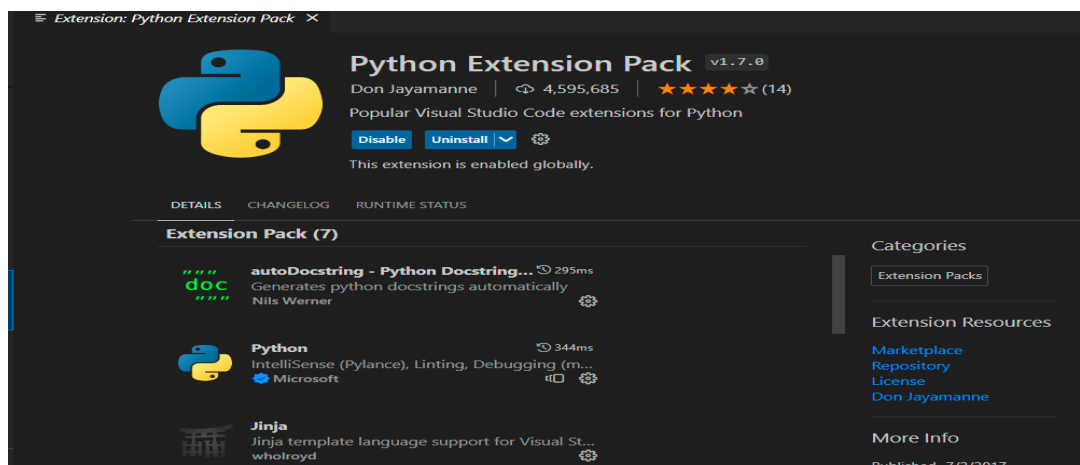 Extension: Python Extension Pack
Python Extension Pack v1.7.0
Don Jayamanne 4,595,685 (14)
Popular Visual Studio Code extensions for Python
Disable Uninstall
This extension is enabled globally.
DETAILS CHANGELOG RUNTIME STATUS
Extension Pack (7)
""" doc """
autoDocstring - Python Docstring... 295ms
Generates python docstrings automatically
Nils Werner
Python 344ms
IntelliSense (Pylance), Linting, Debugging (m...
Microsoft
Jinja
Jinja template language support for Visual St...
wholroyd
Categories
Extension Packs
Extension Resources
Marketplace
Repository
License
Don Jayamanne
More Info
Published 7/2/2017